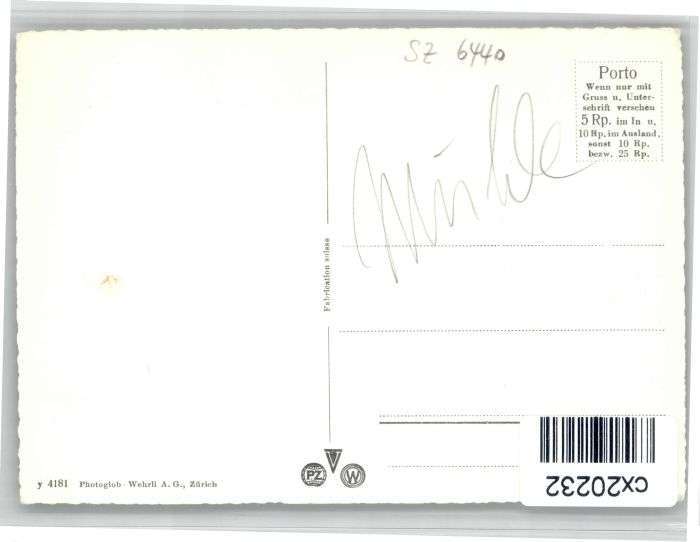 SZ 6440
Porto
Wenn nur mit
Gruss u. Unter-
schrift versehen
5 Rp. im In u.
10 Rp. im Ausland,
sonst 10 Rp.
bezw. 25 Rp.
Mühle
Fabrication suisse
PZ
W
y 4181 Photoglob-Wehrli A. G., Zürich
cx20232